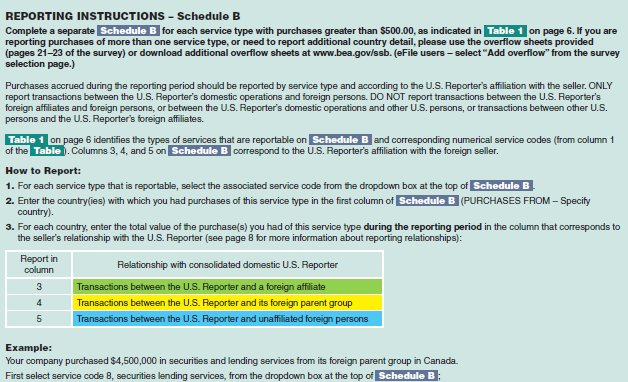 REPORTING INSTRUCTIONS – Schedule B
Complete a separate Schedule B for each service type with purchases greater than $500.00, as indicated in Table 1 on page 6. If you are
reporting purchases of more than one service type, or need to report additional country detail, please use the overflow sheets provided
(pages 21–23 of the survey) or download additional overflow sheets at www.bea.gov/ssb. (eFile users – select “Add overflow” from the survey
selection page.)
Purchases accrued during the reporting period should be reported by service type and according to the U.S. Reporter's affiliation with the seller. ONLY
report transactions between the U.S. Reporter's domestic operations and foreign persons. DO NOT report transactions between the U.S. Reporter's
foreign affiliates and foreign persons, or between the U.S. Reporter's domestic operations and other U.S. persons, or transactions between other U.S.
persons and the U.S. Reporter's foreign affiliates.
Table 1 on page 6 identifies the types of services that are reportable on Schedule B and corresponding numerical service codes (from column 1
of the Table). Columns 3, 4, and 5 on Schedule B correspond to the U.S. Reporter's affiliation with the foreign seller.
How to Report:
1. For each service type that is reportable, select the associated service code from the dropdown box at the top of Schedule B.
2. Enter the country(ies) with which you had purchases of this service type in the first column of Schedule B (PURCHASES FROM – Specify
country).
3. For each country, enter the total value of the purchase(s) you had of this service type during the reporting period in the column that corresponds to
the seller's relationship with the U.S. Reporter (see page 8 for more information about reporting relationships):
Report in
column
Relationship with consolidated domestic U.S. Reporter
3 Transactions between the U.S. Reporter and a foreign affiliate
4 Transactions between the U.S. Reporter and its foreign parent group
5 Transactions between the U.S. Reporter and unaffiliated foreign persons
Example:
Your company purchased $4,500,000 in securities and lending services from its foreign parent group in Canada.
First select service code 8, securities lending services, from the dropdown box at the top of Schedule B;